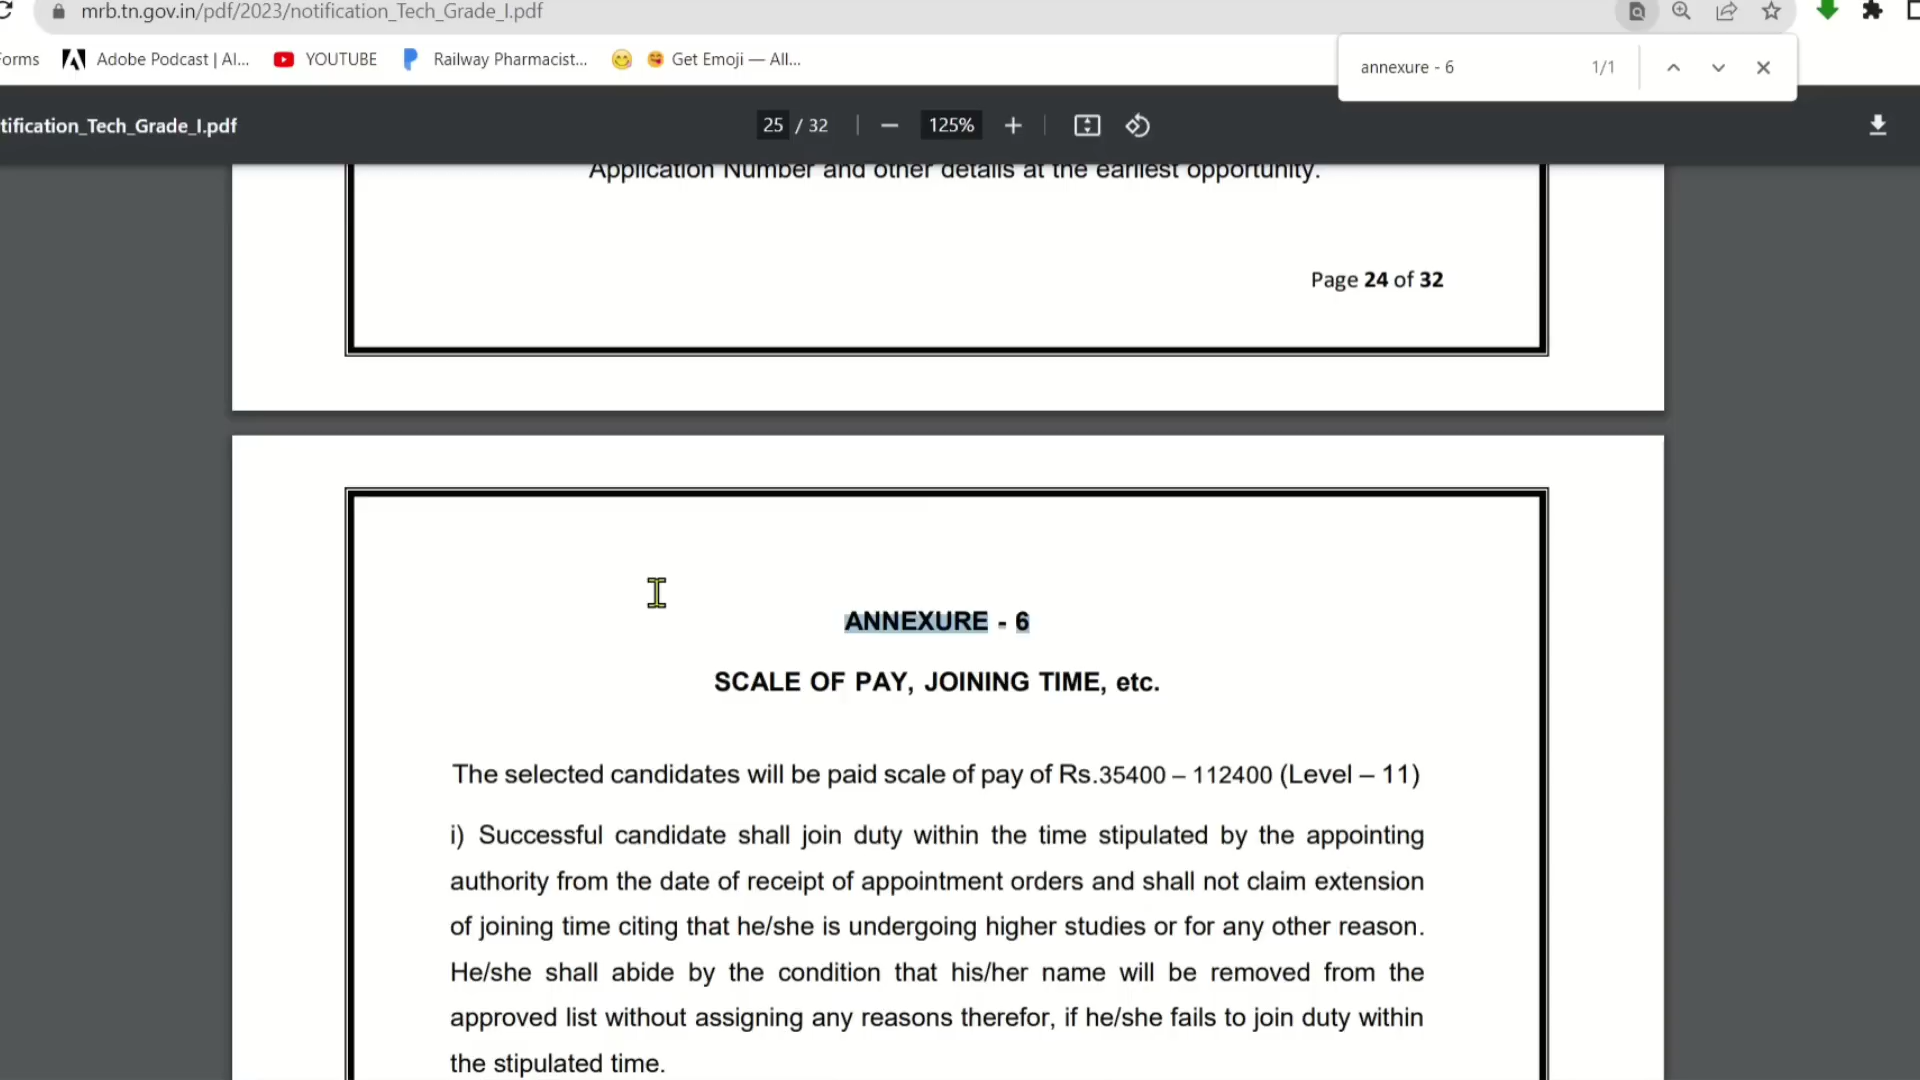 mrb.tn.gov.in/pdf/2023/notification_Tech_Grade_I.pdf
orms Adobe Podcast | AI... YOUTUBE Railway Pharmacist... Get Emoji — All...
annexure - 6 1/1
tification_Tech_Grade_I.pdf 25 / 32 125%
Application Number and other details at the earliest opportunity.
Page 24 of 32
ANNEXURE - 6
SCALE OF PAY, JOINING TIME, etc.
The selected candidates will be paid scale of pay of Rs.35400 – 112400 (Level – 11)
i) Successful candidate shall join duty within the time stipulated by the appointing
authority from the date of receipt of appointment orders and shall not claim extension
of joining time citing that he/she is undergoing higher studies or for any other reason.
He/she shall abide by the condition that his/her name will be removed from the
approved list without assigning any reasons therefor, if he/she fails to join duty within
the stipulated time.